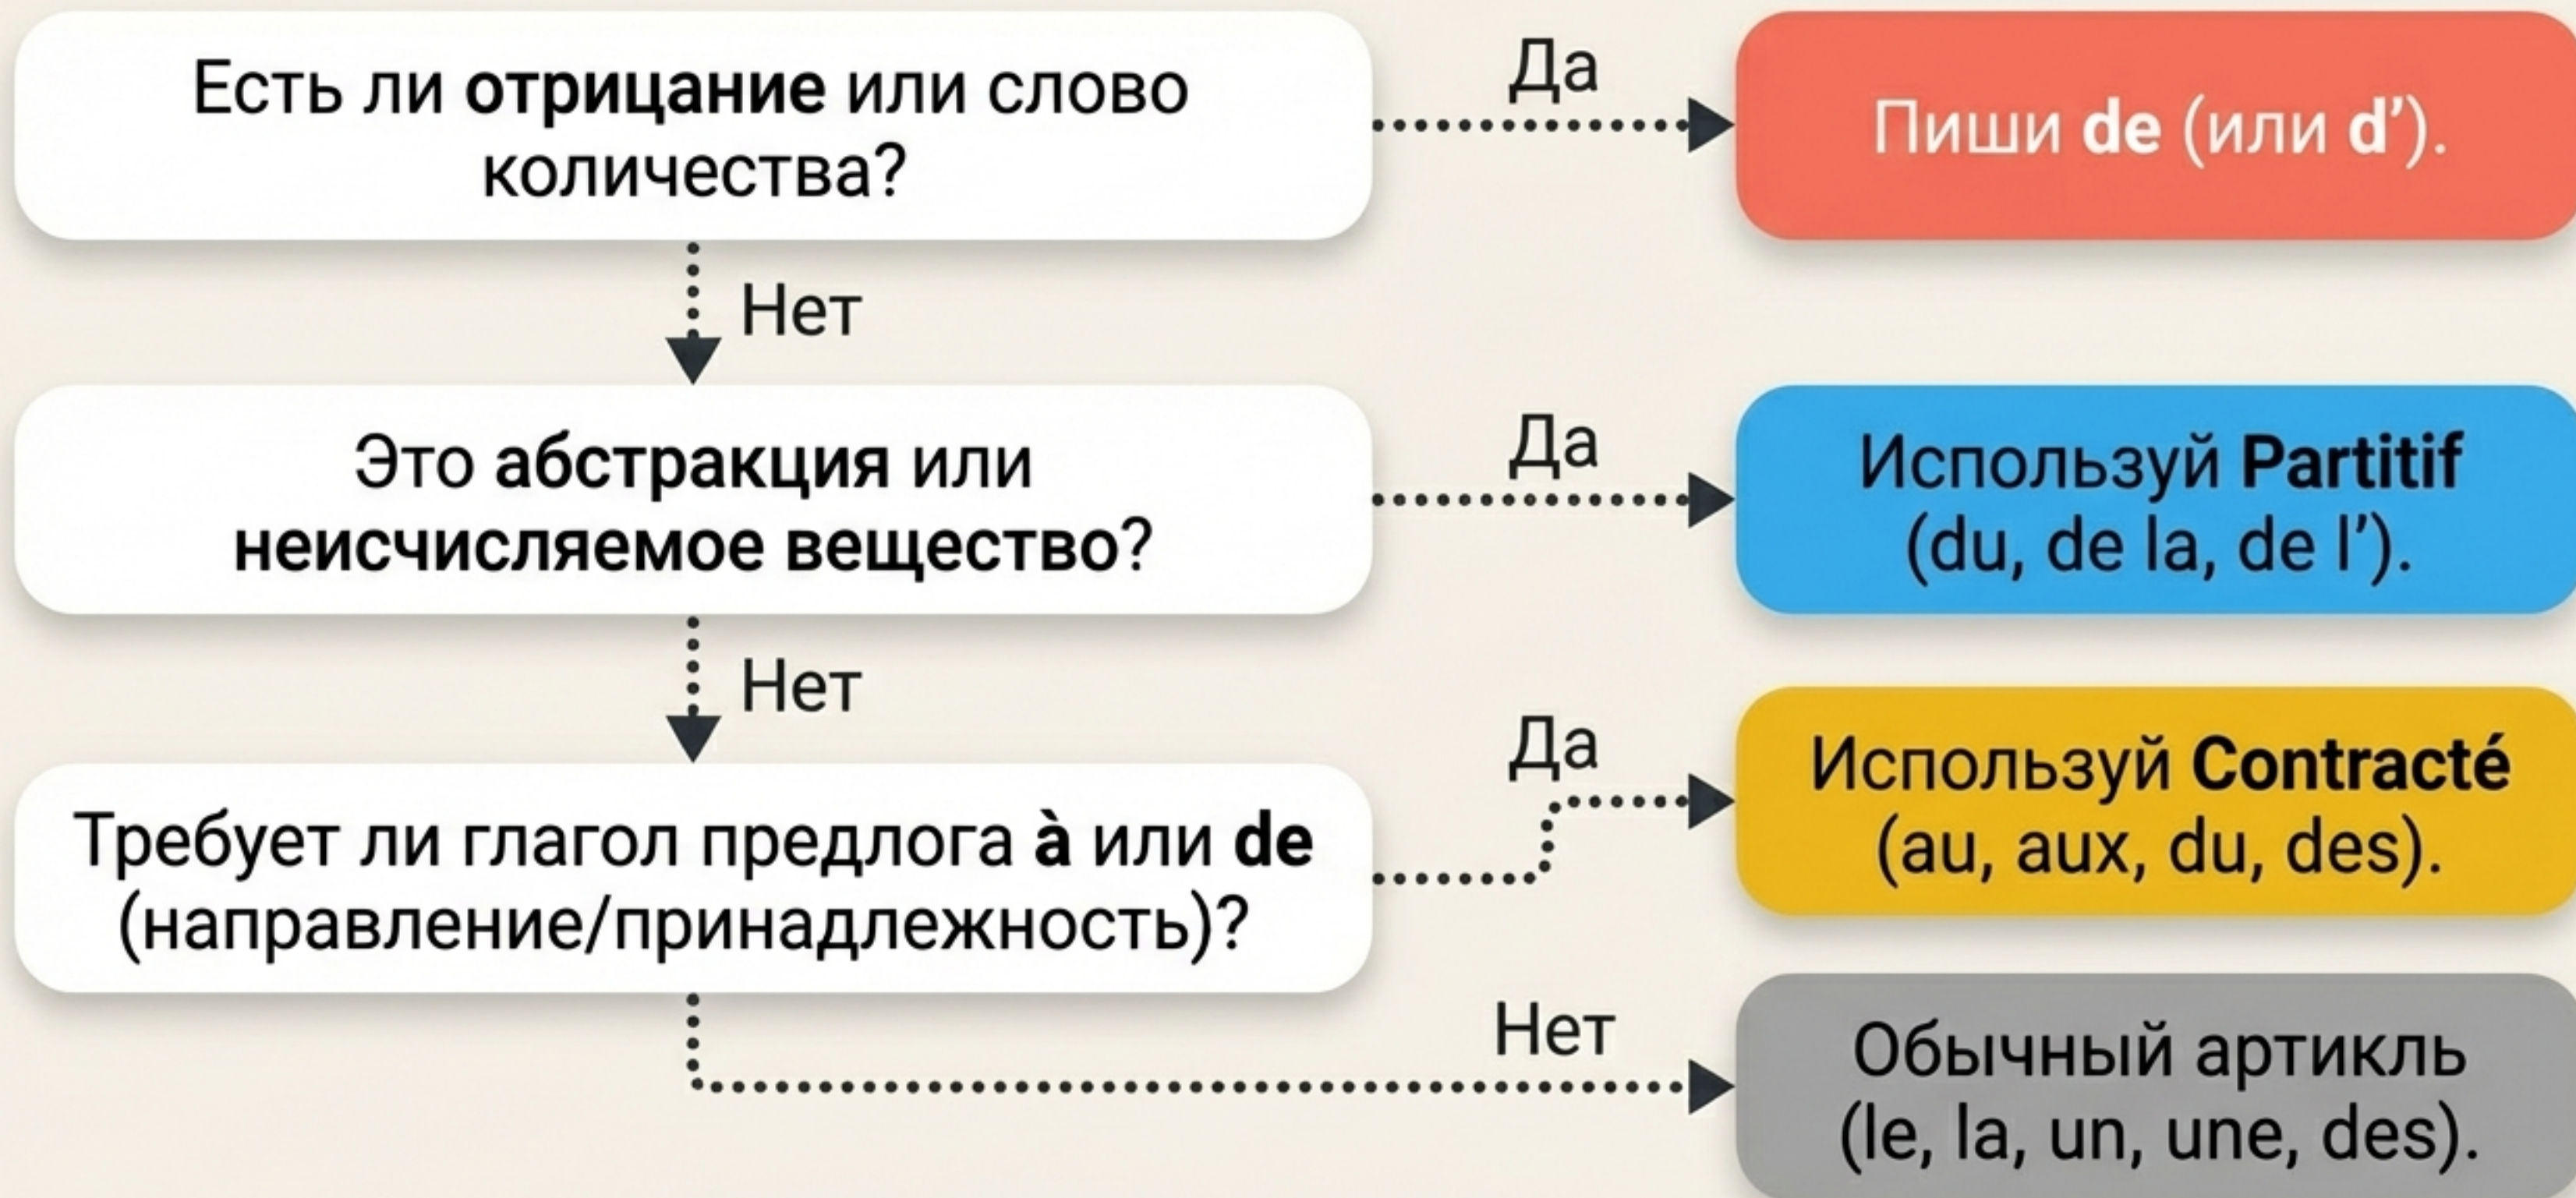 Есть ли отрицание или слово
количества?
Да
Пиши de (или d’).
Нет
Это абстракция или
неисчисляемое вещество?
Да
Используй Partitif
(du, de la, de l’).
Нет
Требует ли глагол предлога à или de
(направление/принадлежность)?
Да
Используй Contracté
(au, aux, du, des).
Нет
Обычный артикль
(le, la, un, une, des).